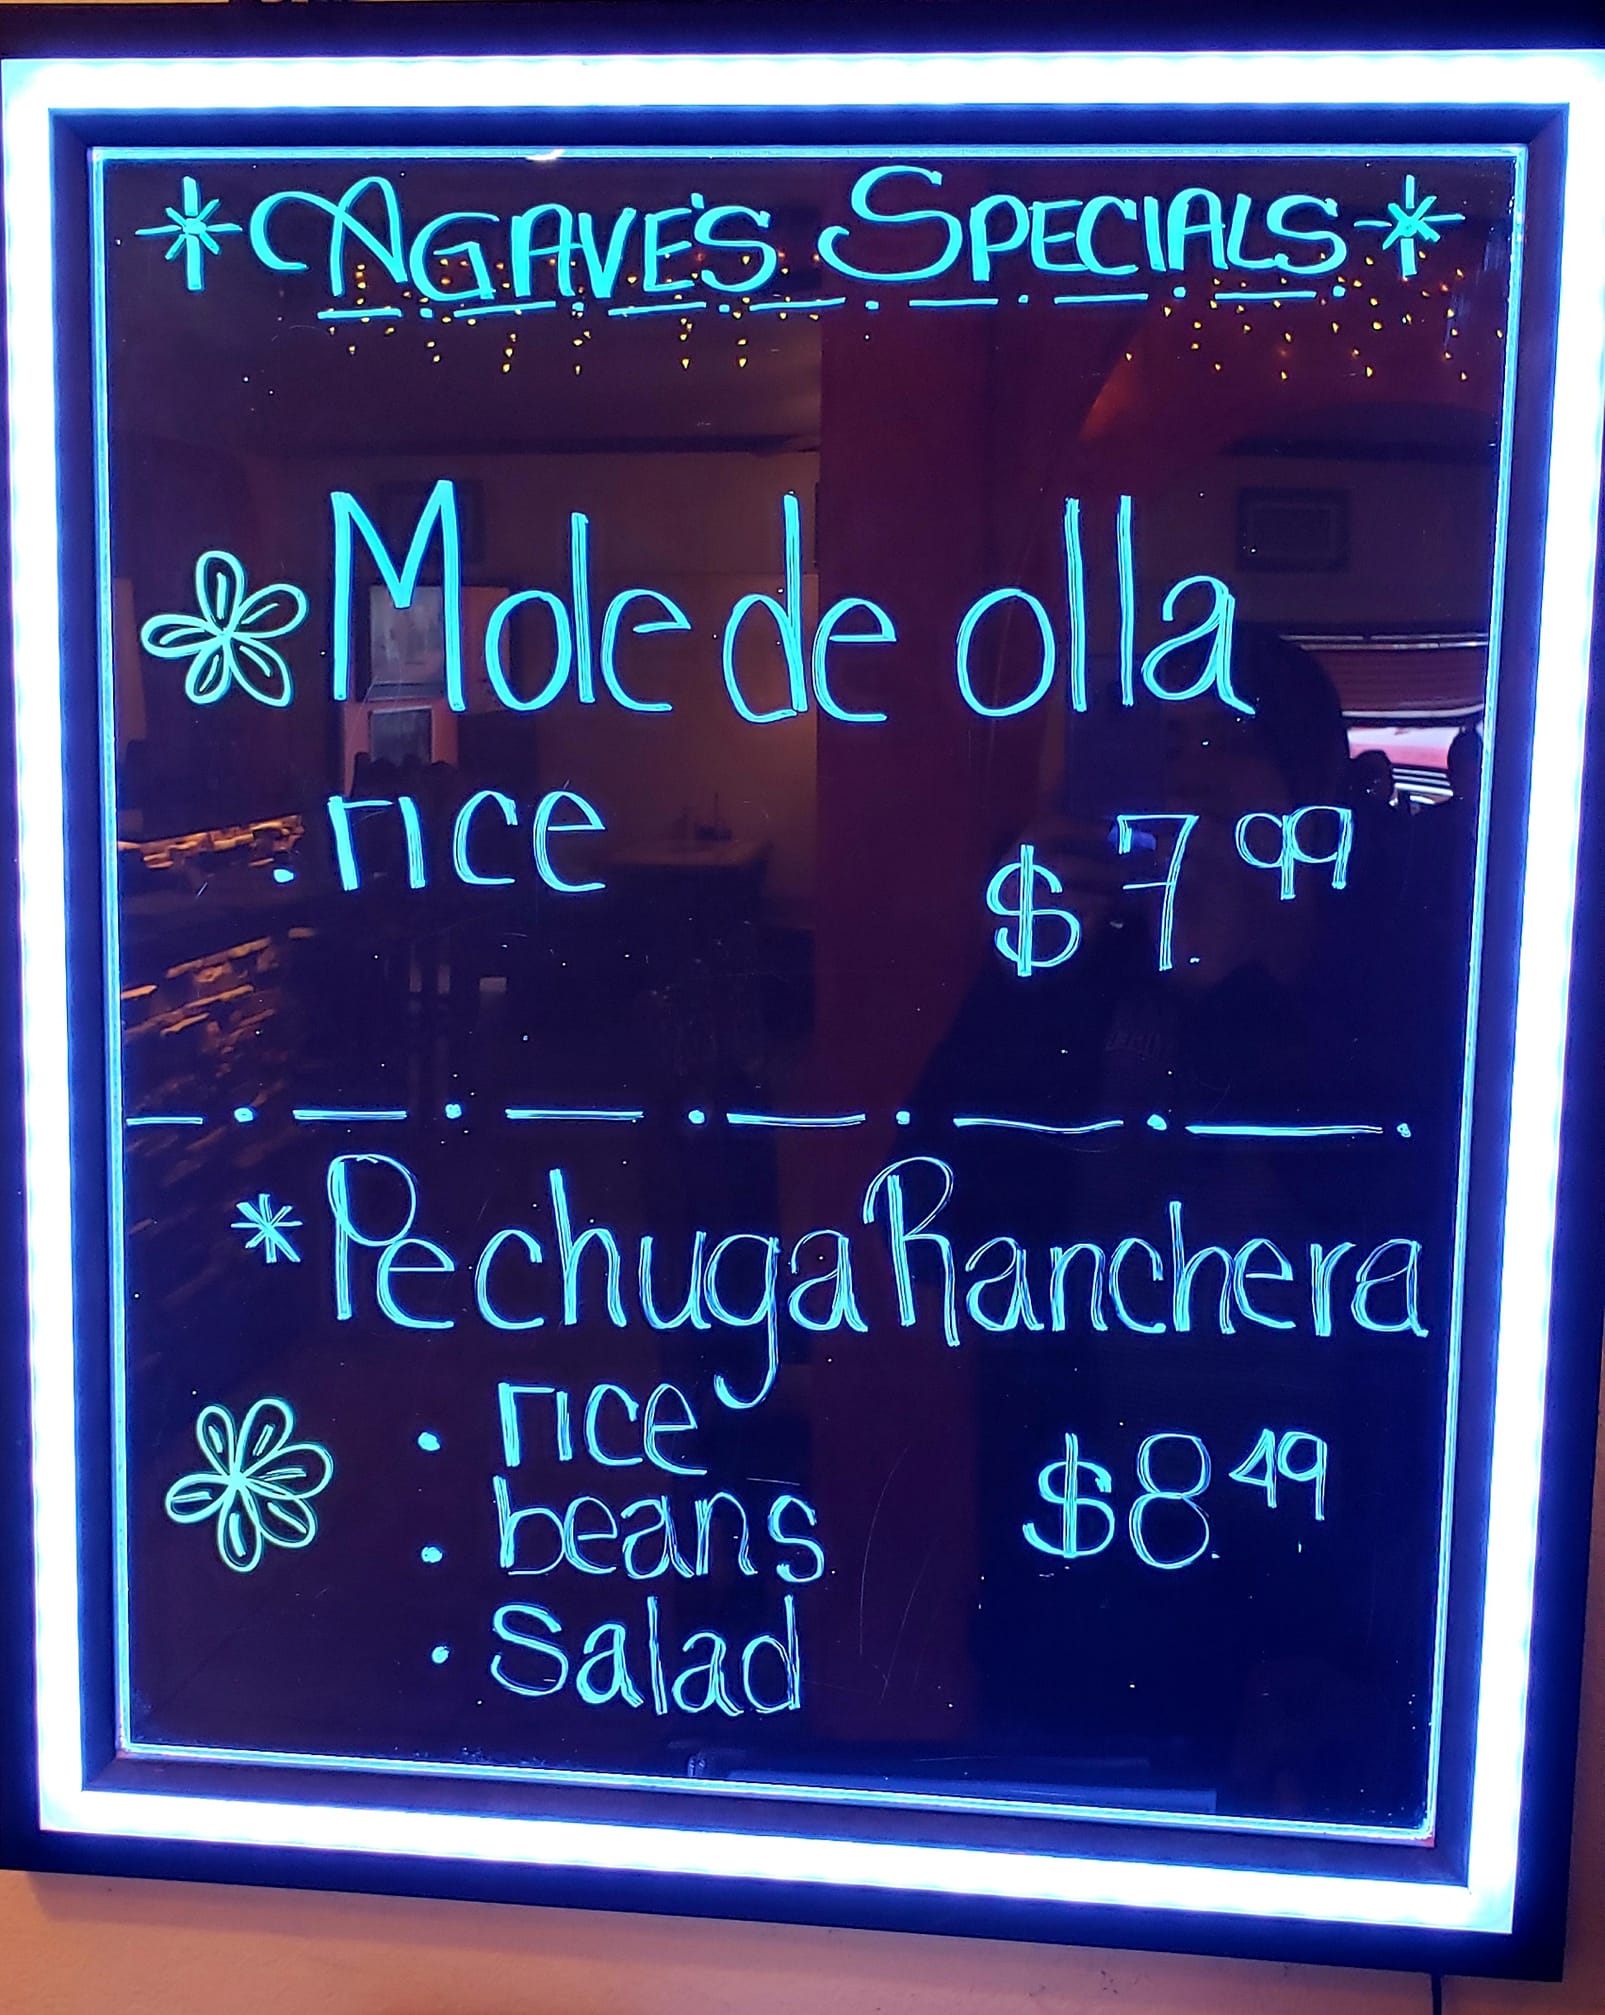 * AGAVE'S SPECIALS *
Mole de olla
. rice
$7.99
* Pechuga Ranchera
. rice
. beans
$8.49
. Salad